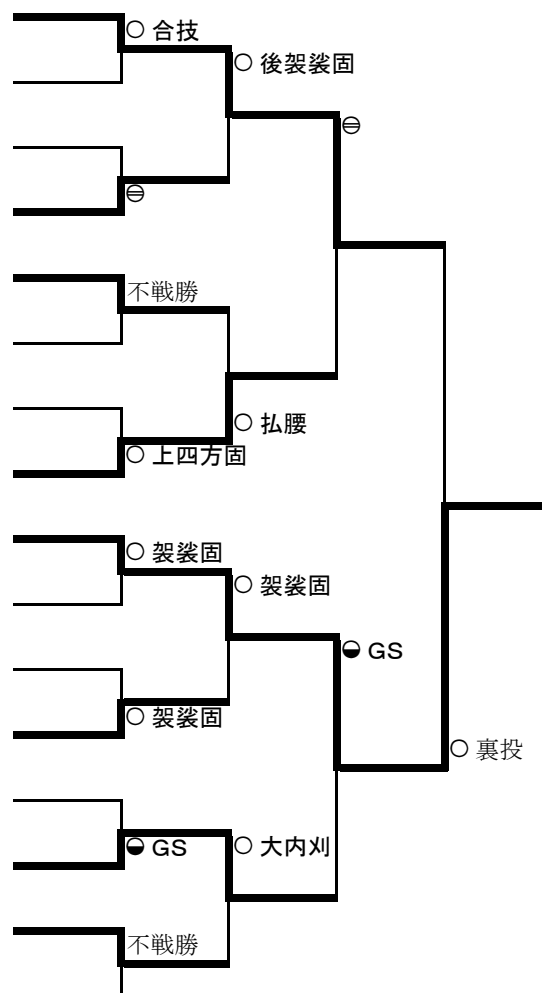 ○ 合技
○ 後袈裟固
⊖
⊖
不戦勝
○ 払腰
○ 上四方固
○ 袈裟固
○ 袈裟固
◒ GS
○ 袈裟固
○ 裏投
◒ GS
○ 大内刈
不戦勝